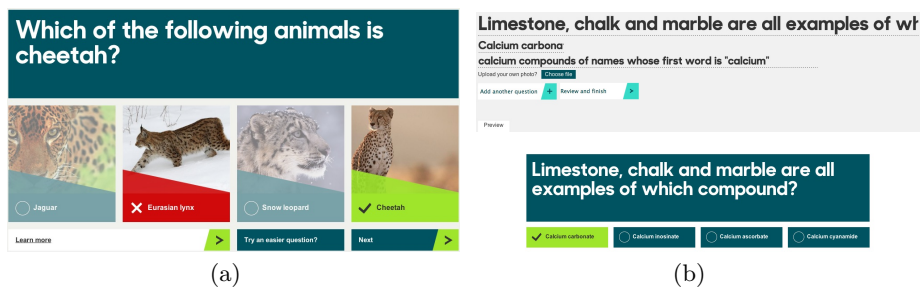 Which of the following animals is
cheetah?
Jaguar
Eurasian lynx
Snow leopard
Cheetah
Learn more
>
Try an easier question?
Next
>
(a)
Limestone, chalk and marble are all examples of wh
Calcium carbona
calcium compounds of names whose first word is "calcium"
Upload your own photo? Choose file
Add another question + Review and finish >
Preview
Limestone, chalk and marble are all
examples of which compound?
Calcium carbonate
Calcium inosinate
Calcium ascorbate
Calcium cyanamide
(b)